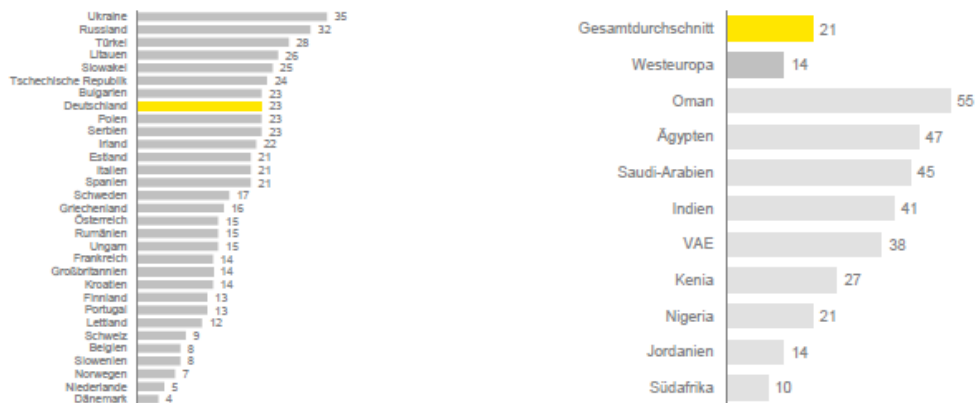 Ukraine 35
Russland 32
Türkei 28
Litauen 26
Slowakei 25
Tschechische Republik 24
Bulgarien 23
Deutschland 23
Polen 23
Serbien 23
Irland 22
Estland 21
Italien 21
Spanien 21
Schweden 17
Griechenland 16
Österreich 15
Rumänien 15
Ungarn 15
Frankreich 14
Großbritannien 14
Kroatien 14
Finnland 13
Portugal 13
Lettland 12
Schweiz 9
Belgien 8
Slowenien 8
Norwegen 7
Niederlande 5
Dänemark 4
Gesamtdurchschnitt 21
Westeuropa 14
Oman 55
Ägypten 47
Saudi-Arabien 45
Indien 41
VAE 38
Kenia 27
Nigeria 21
Jordanien 14
Südafrika 10